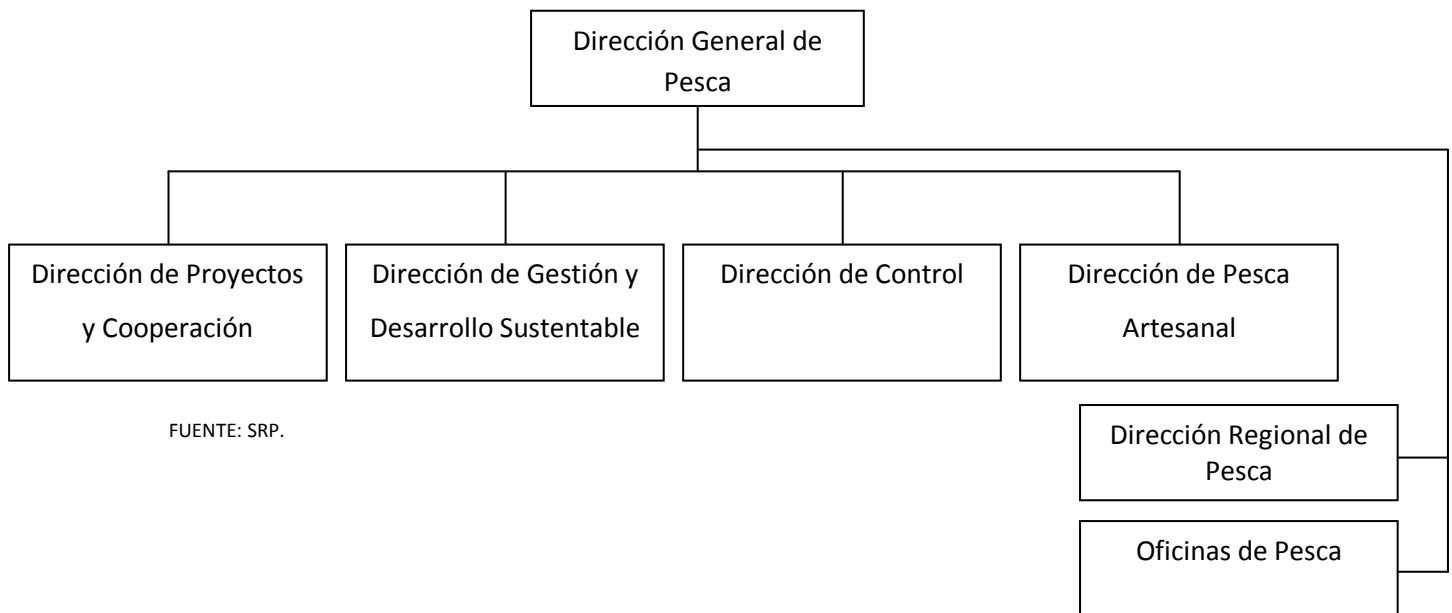 Dirección General de
Pesca
Dirección de Proyectos
y Cooperación
Dirección de Gestión y
Desarrollo Sustentable
Dirección de Control
Dirección de Pesca
Artesanal
FUENTE: SRP.
Dirección Regional de
Pesca
Oficinas de Pesca